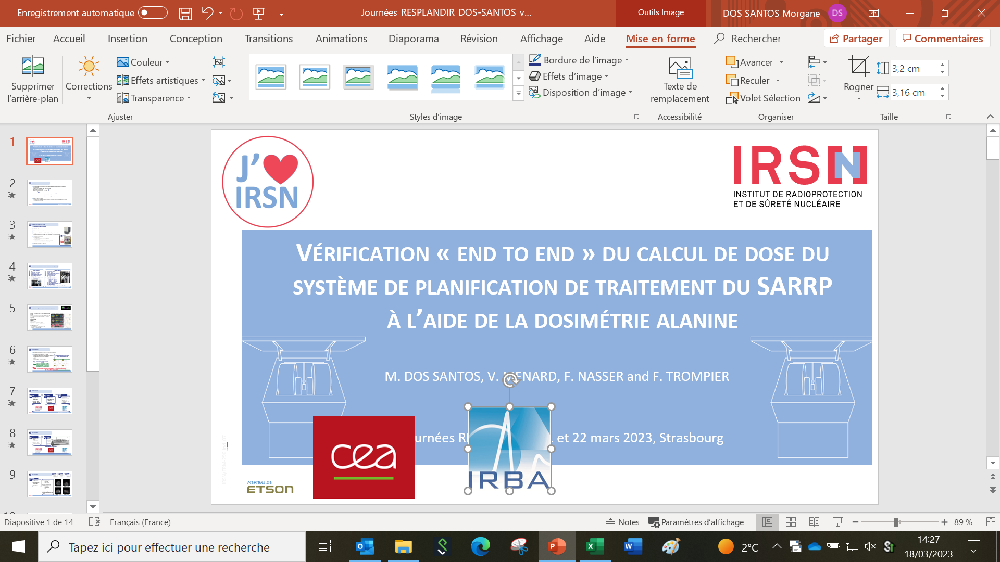 Enregistrement automatique
Journées_RESPLANDIR_DOS-SANTOS_v...
Outils Image
DOS SANTOS Morgane
DS
Fichier
Accueil
Insertion
Conception
Transitions
Animations
Diaporama
Révision
Affichage
Aide
Mise en forme
Rechercher
Partager
Commentaires
Supprimer
l'arrière-plan
Corrections
Couleur
Effets artistiques
Transparence
Ajuster
Styles d'image
Bordure de l'image
Effets d'image
Disposition d'image
Texte de
remplacement
Accessibilité
Avancer
Reculer
Volet Sélection
Organiser
Rogner
3,2 cm
3,16 cm
Taille
1
2
3
4
5
6
7
8
9
J'
IRSN
IRSN
INSTITUT DE RADIOPROTECTION
ET DE SÛRETÉ NUCLÉAIRE
VÉRIFICATION « END TO END » DU CALCUL DE DOSE DU
SYSTÈME DE PLANIFICATION DE TRAITEMENT DU SARRP
À L'AIDE DE LA DOSIMÉTRIE ALANINE
M. DOS SANTOS, V. MENARD, F. NASSER and F. TROMPIER
et 22 mars 2023, Strasbourg
cea
IRBA
MEMBRE DE
ETSON
Diapositive 1 de 14
Français (France)
Notes
Paramètres d'affichage
89 %
Tapez ici pour effectuer une recherche
2°C
14:27
18/03/2023